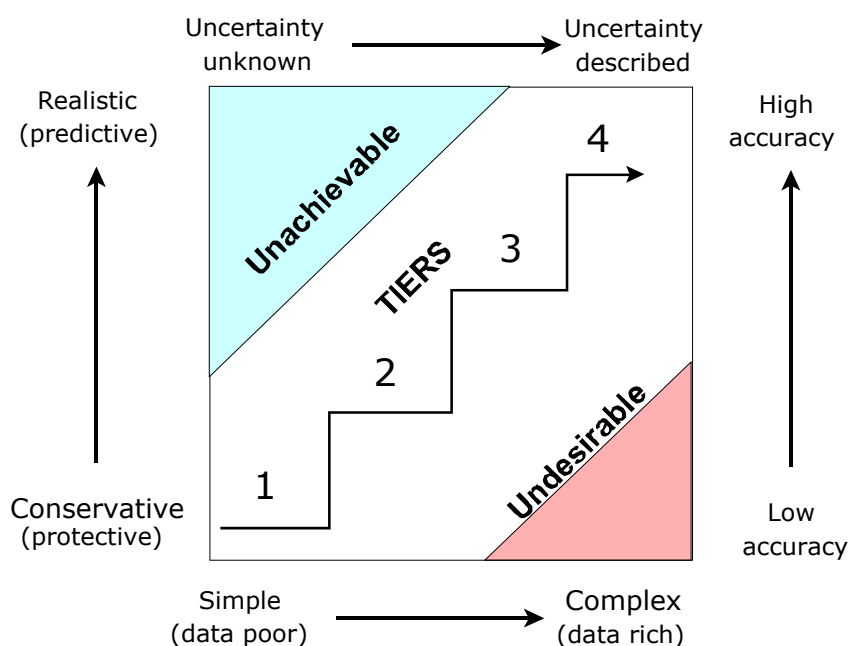 Uncertainty
unknown
Uncertainty
described
Realistic
(predictive)
High
accuracy
4
Unachievable
TIERS
3
2
Undesirable
1
Conservative
(protective)
Low
accuracy
Simple
(data poor)
Complex
(data rich)